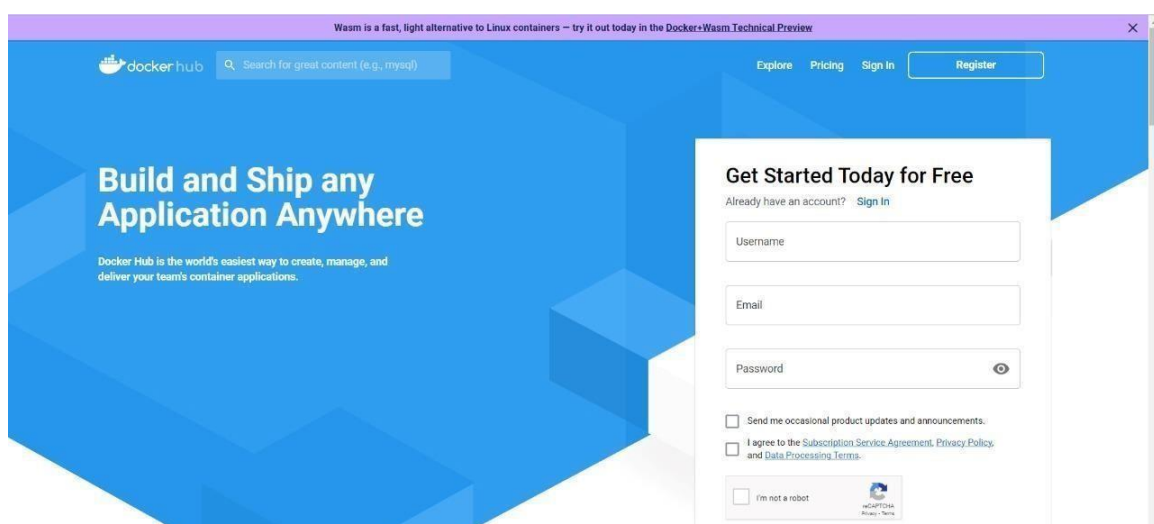 Wasm is a fast, light alternative to Linux containers — try it out today in the Docker+Wasm Technical Preview
docker hub
Search for great content (e.g., mysql)
Explore
Pricing
Sign In
Register
Build and Ship any
Application Anywhere
Docker Hub is the world's easiest way to create, manage, and
deliver your team's container applications.
Get Started Today for Free
Already have an account? Sign In
Username
Email
Password
Send me occasional product updates and announcements.
I agree to the Subscription Service Agreement, Privacy Policy,
and Data Processing Terms.
I'm not a robot
reCAPTCHA
Privacy - Terms